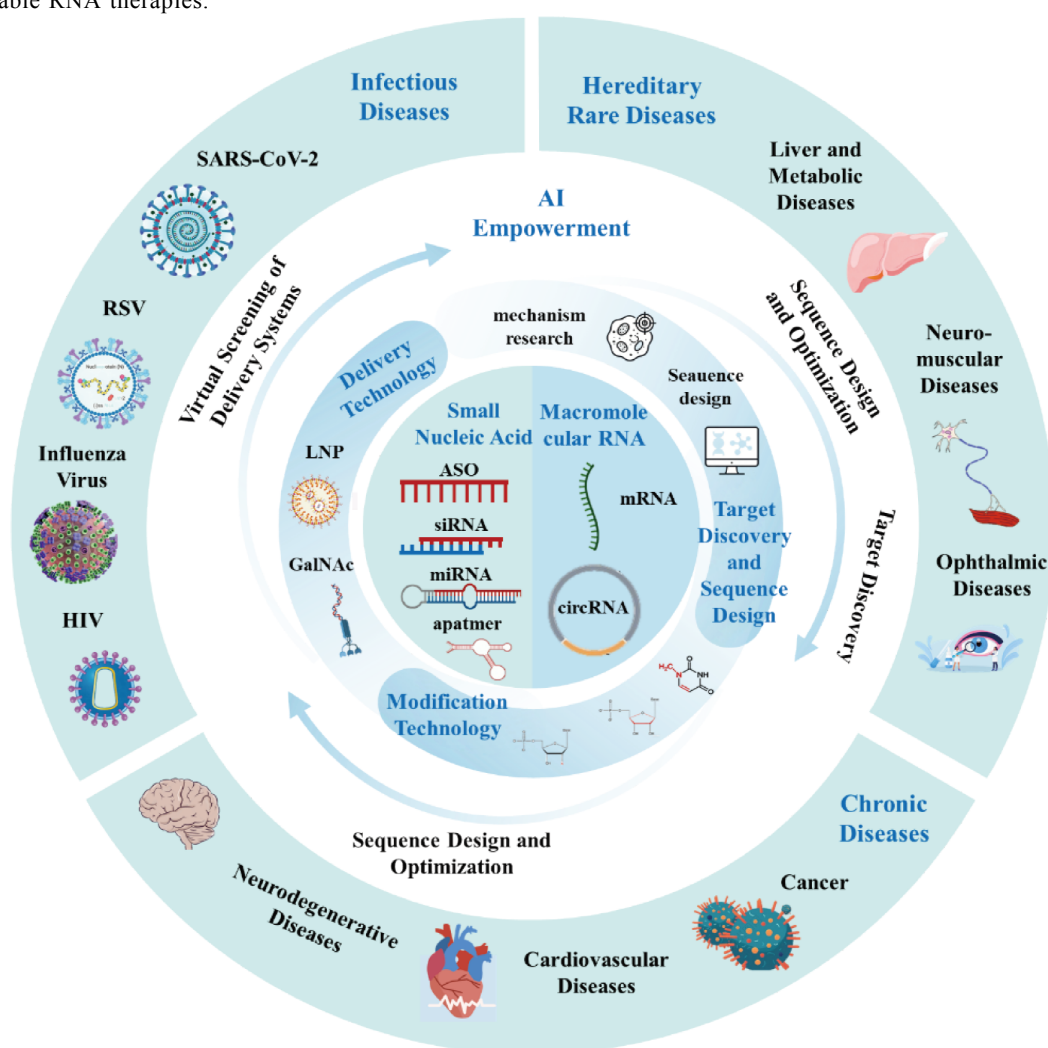 able RNA therapies.
Infectious
Diseases
Hereditary
Rare Diseases
SARS-CoV-2
RSV
Influenza
Virus
HIV
Liver and
Metabolic
Diseases
Neuro-
muscular
Diseases
Ophthalmic
Diseases
Chronic
Diseases
Cancer
Cardiovascular
Diseases
Neurodegenerative
Diseases
AI
Empowerment
Virtual Screening of
Delivery Systems
Sequence Design
and Optimization
Target Discovery
Sequence Design and
Optimization
mechanism
research
Seauence
design
Target
Discovery
and
Sequence
Design
Delivery
Technology
LNP
GalNAc
Modification
Technology
H₃C
O
N
NH
O
Small
Nucleic Acid
ASO
siRNA
miRNA
apatmer
Macromole
cular RNA
mRNA
circRNA